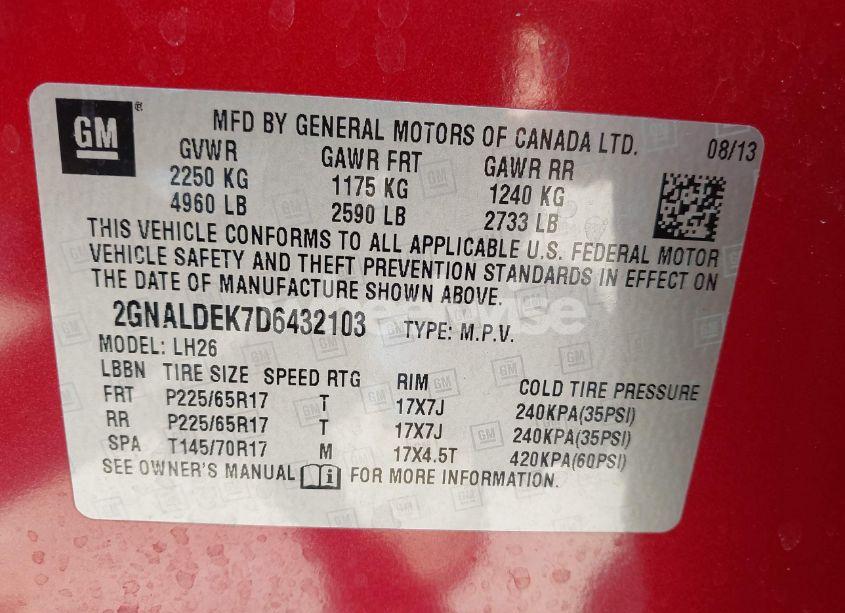 GM ®
MFD BY GENERAL MOTORS OF CANADA LTD. 08/13
GVWR GAWR FRT GAWR RR
2250 KG 1175 KG 1240 KG
4960 LB 2590 LB 2733 LB
THIS VEHICLE CONFORMS TO ALL APPLICABLE U.S. FEDERAL MOTOR
VEHICLE SAFETY AND THEFT PREVENTION STANDARDS IN EFFECT ON
THE DATE OF MANUFACTURE SHOWN ABOVE.
2GNALDEK7D6432103 TYPE: M.P.V.
MODEL: LH26
LBBN TIRE SIZE SPEED RTG RIM COLD TIRE PRESSURE
FRT P225/65R17 T 17X7J 240KPA(35PSI)
RR P225/65R17 T 17X7J 240KPA(35PSI)
SPA T145/70R17 M 17X4.5T 420KPA(60PSI)
SEE OWNER'S MANUAL FOR MORE INFORMATION.